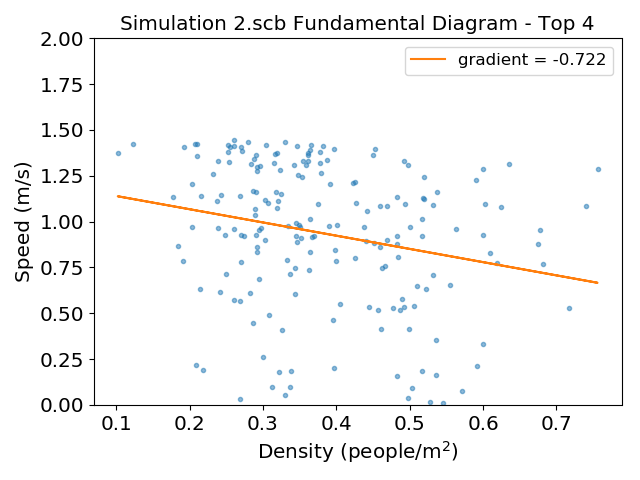 Simulation 2.scb Fundamental Diagram - Top 4
gradient = -0.722
2.00
1.75
1.50
1.25
1.00
0.75
0.50
0.25
0.00
Speed (m/s)
0.1 0.2 0.3 0.4 0.5 0.6 0.7
Density (people/m²)